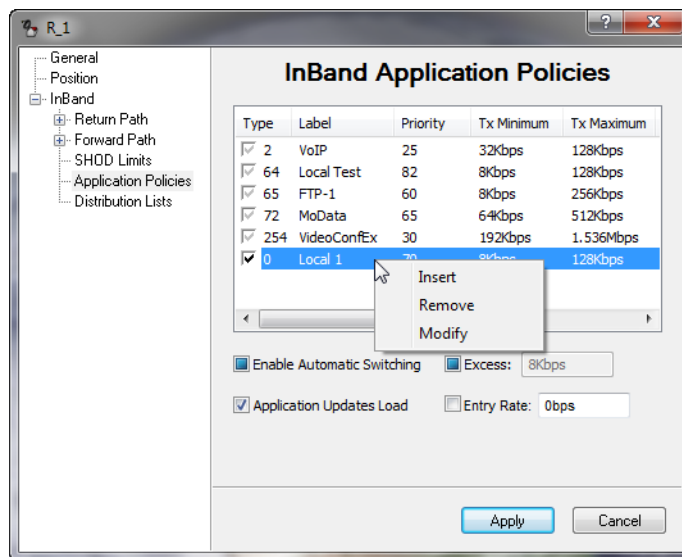 R_1
General
Position
InBand
Return Path
Forward Path
SHOD Limits
Application Policies
Distribution Lists
InBand Application Policies
Type Label Priority Tx Minimum Tx Maximum
2 VoIP 25 32Kbps 128Kbps
64 Local Test 82 8Kbps 128Kbps
65 FTP-1 60 8Kbps 256Kbps
72 MoData 65 64Kbps 512Kbps
254 VideoConfEx 30 192Kbps 1.536Mbps
0 Local 1 70 8Kbps 128Kbps
Insert
Remove
Modify
Enable Automatic Switching Excess: 8Kbps
Application Updates Load Entry Rate: 0bps
Apply Cancel